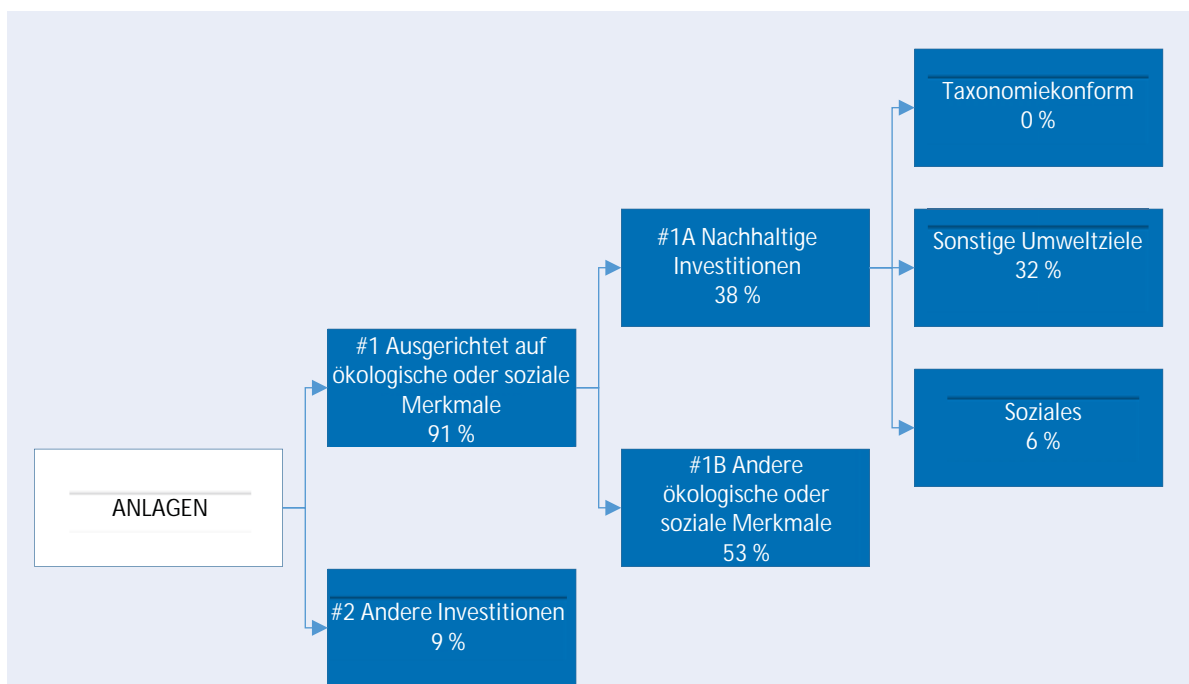 ANLAGEN
#1 Ausgerichtet auf
ökologische oder soziale
Merkmale
91 %
#2 Andere Investitionen
9 %
#1A Nachhaltige
Investitionen
38 %
#1B Andere
ökologische oder
soziale Merkmale
53 %
Taxonomiekonform
0 %
Sonstige Umweltziele
32 %
Soziales
6 %